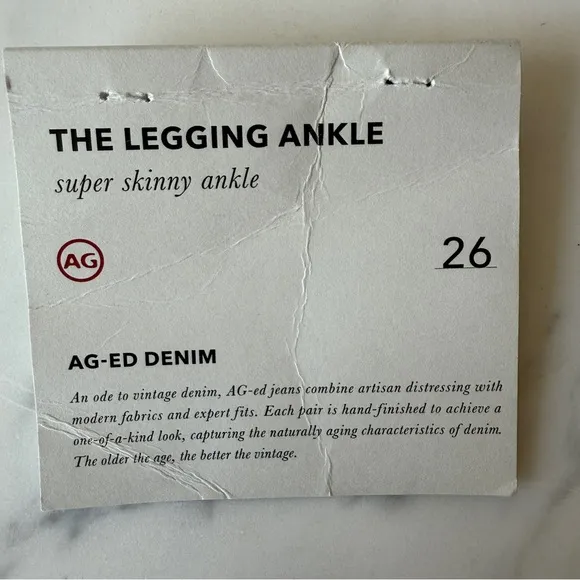 THE LEGGING ANKLE
super skinny ankle
AG
26
AG-ED DENIM
An ode to vintage denim, AG-ed jeans combine artisan distressing with
modern fabrics and expert fits. Each pair is hand-finished to achieve a
one-of-a-kind look, capturing the naturally aging characteristics of denim.
The older the age, the better the vintage.